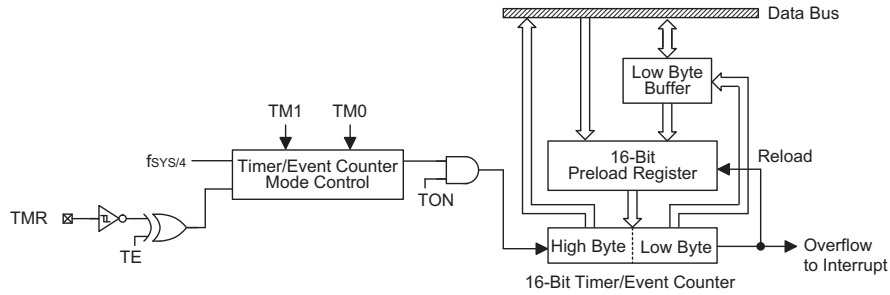 Data Bus
Low Byte
Buffer
TM1
TM0
16-Bit
Preload Register
Reload
fSYS/4
Timer/Event Counter
Mode Control
TON
TMR
TE
High Byte
Low Byte
Overflow
to Interrupt
16-Bit Timer/Event Counter